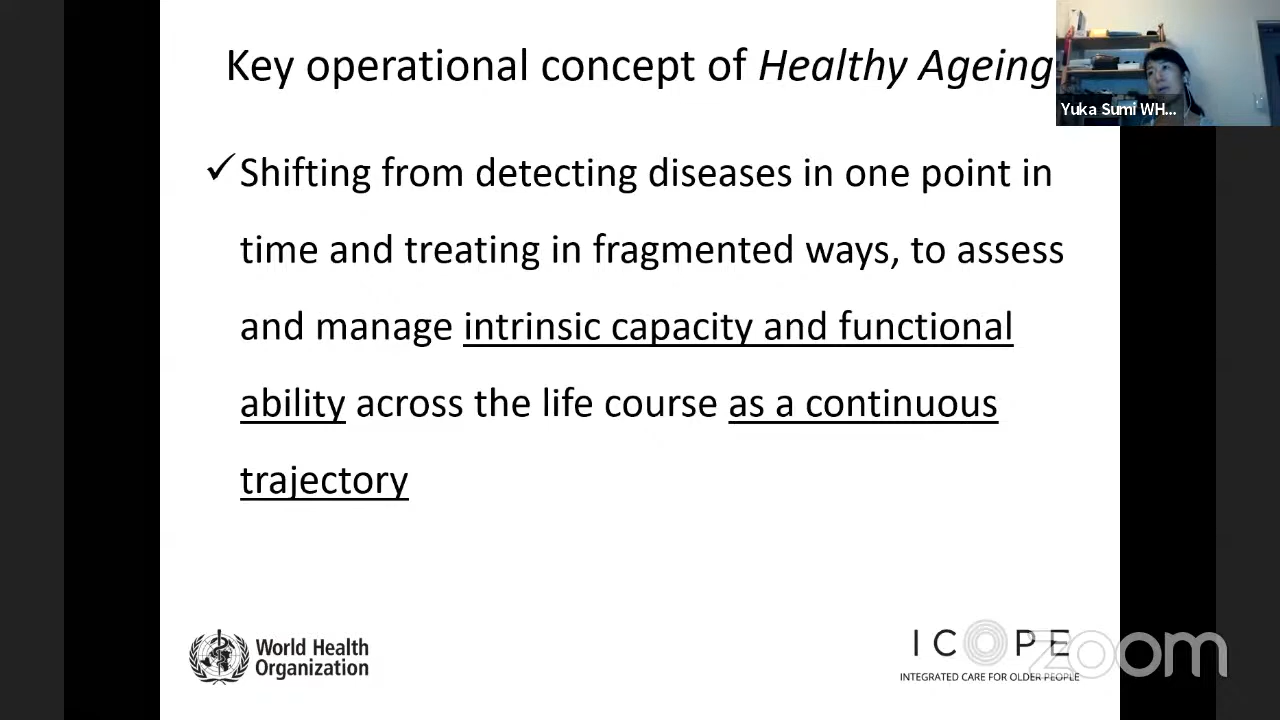 Key operational concept of Healthy Ageing
Yuka Sumi WH...
✓Shifting from detecting diseases in one point in
time and treating in fragmented ways, to assess
and manage intrinsic capacity and functional
ability across the life course as a continuous
trajectory
World Health
Organization
ICOPE
INTEGRATED CARE FOR OLDER PEOPLE
zoom